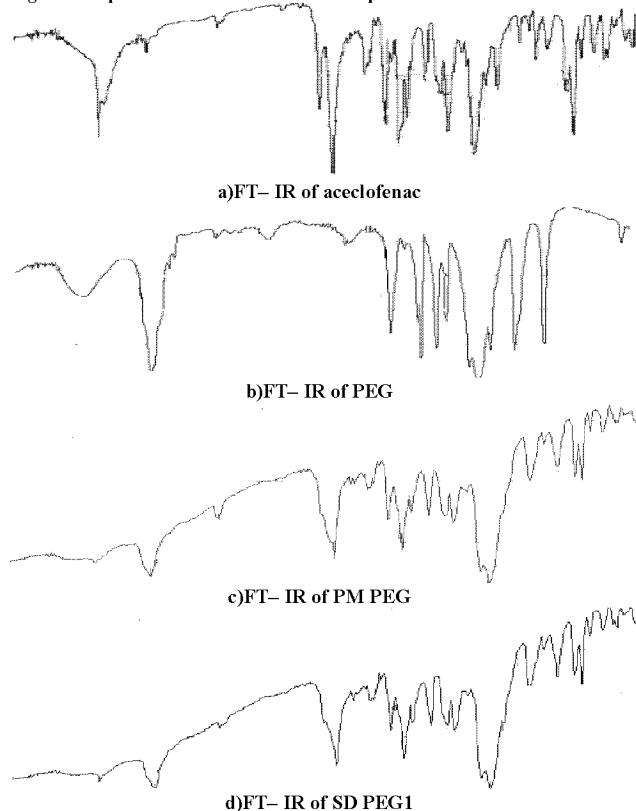 a)FT– IR of aceclofenac
b)FT– IR of PEG
c)FT– IR of PM PEG
d)FT– IR of SD PEG1